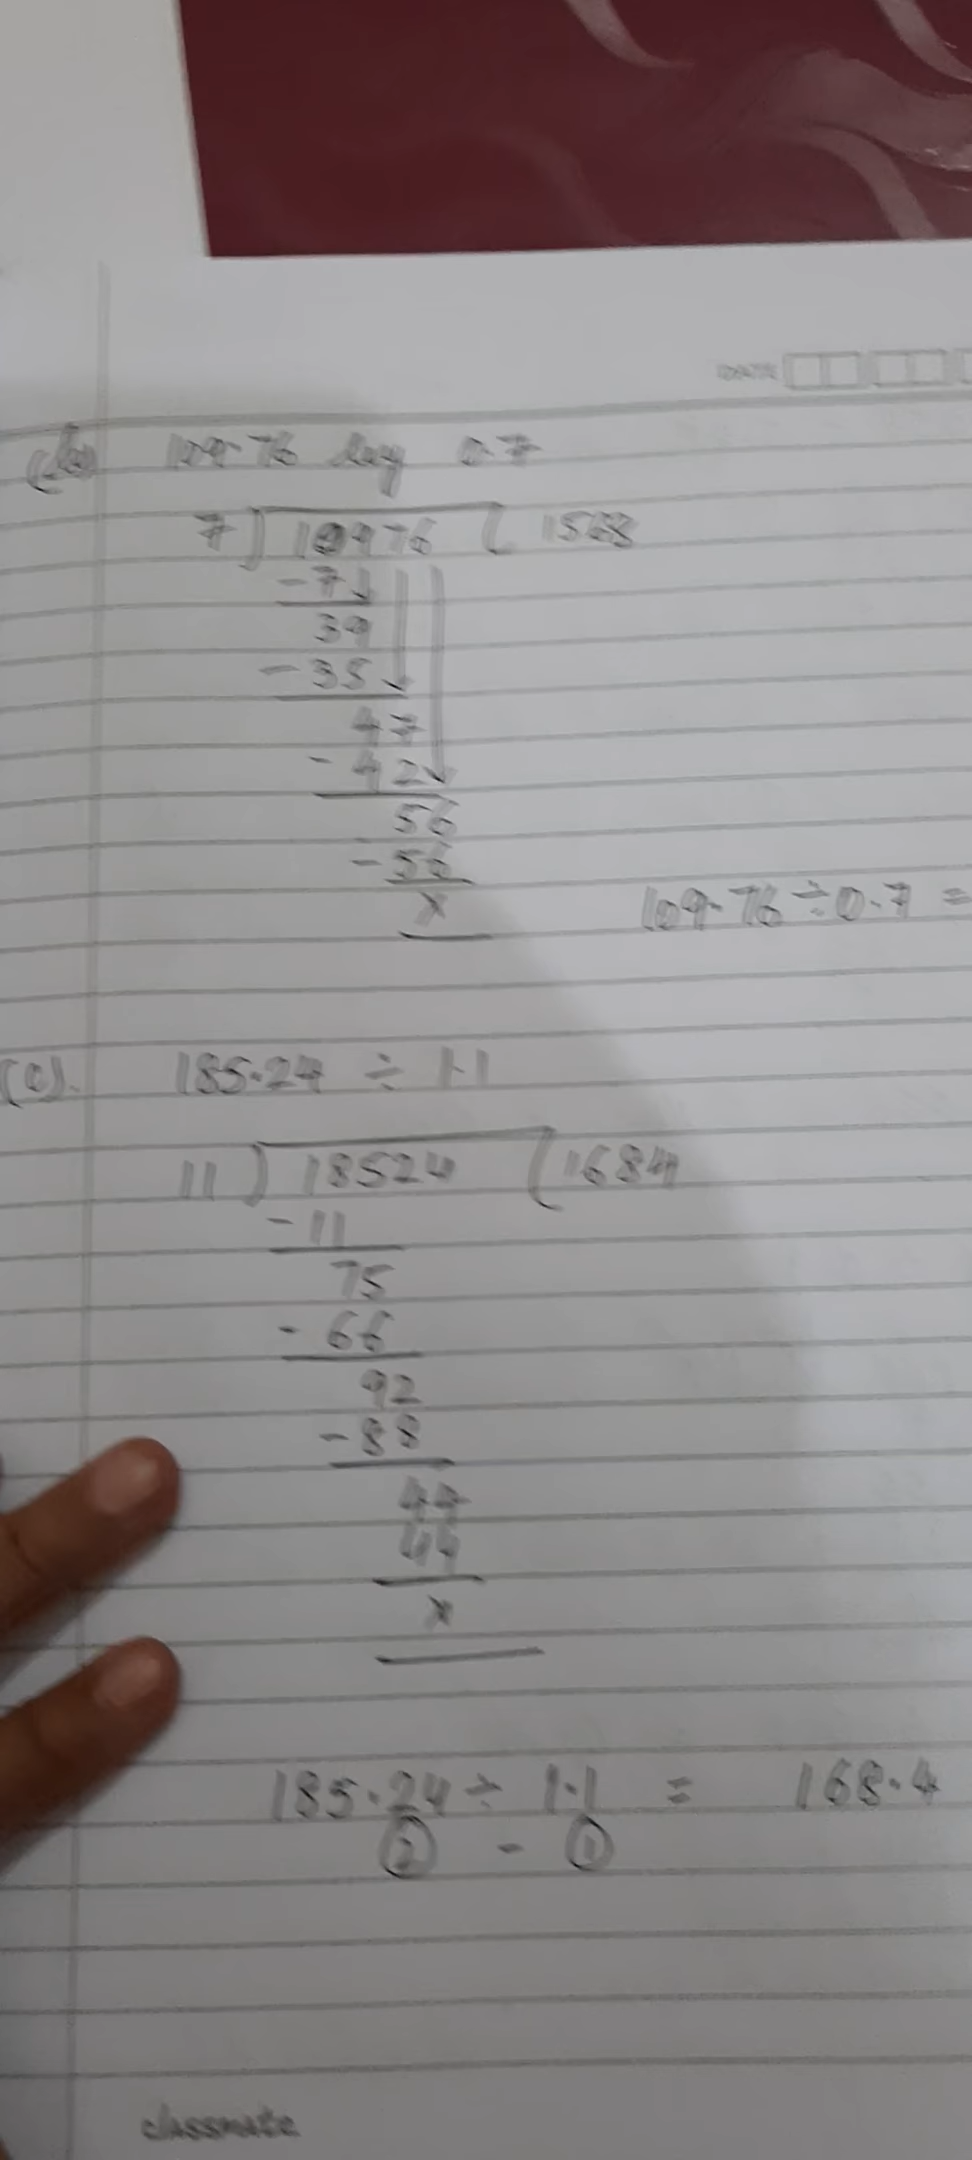 DATE
109.76 by 0.7
7) 10976 ( 1568
- 7
39
- 35
47
- 42
56
- 56
x
109.76 ÷ 0.7 =
(c). 185.24 ÷ 1.1
11) 18524 ( 1684
- 11
75
- 66
92
- 88
44
44
x
185.24 ÷ 1.1 = 168.4
2 - 1
classmate